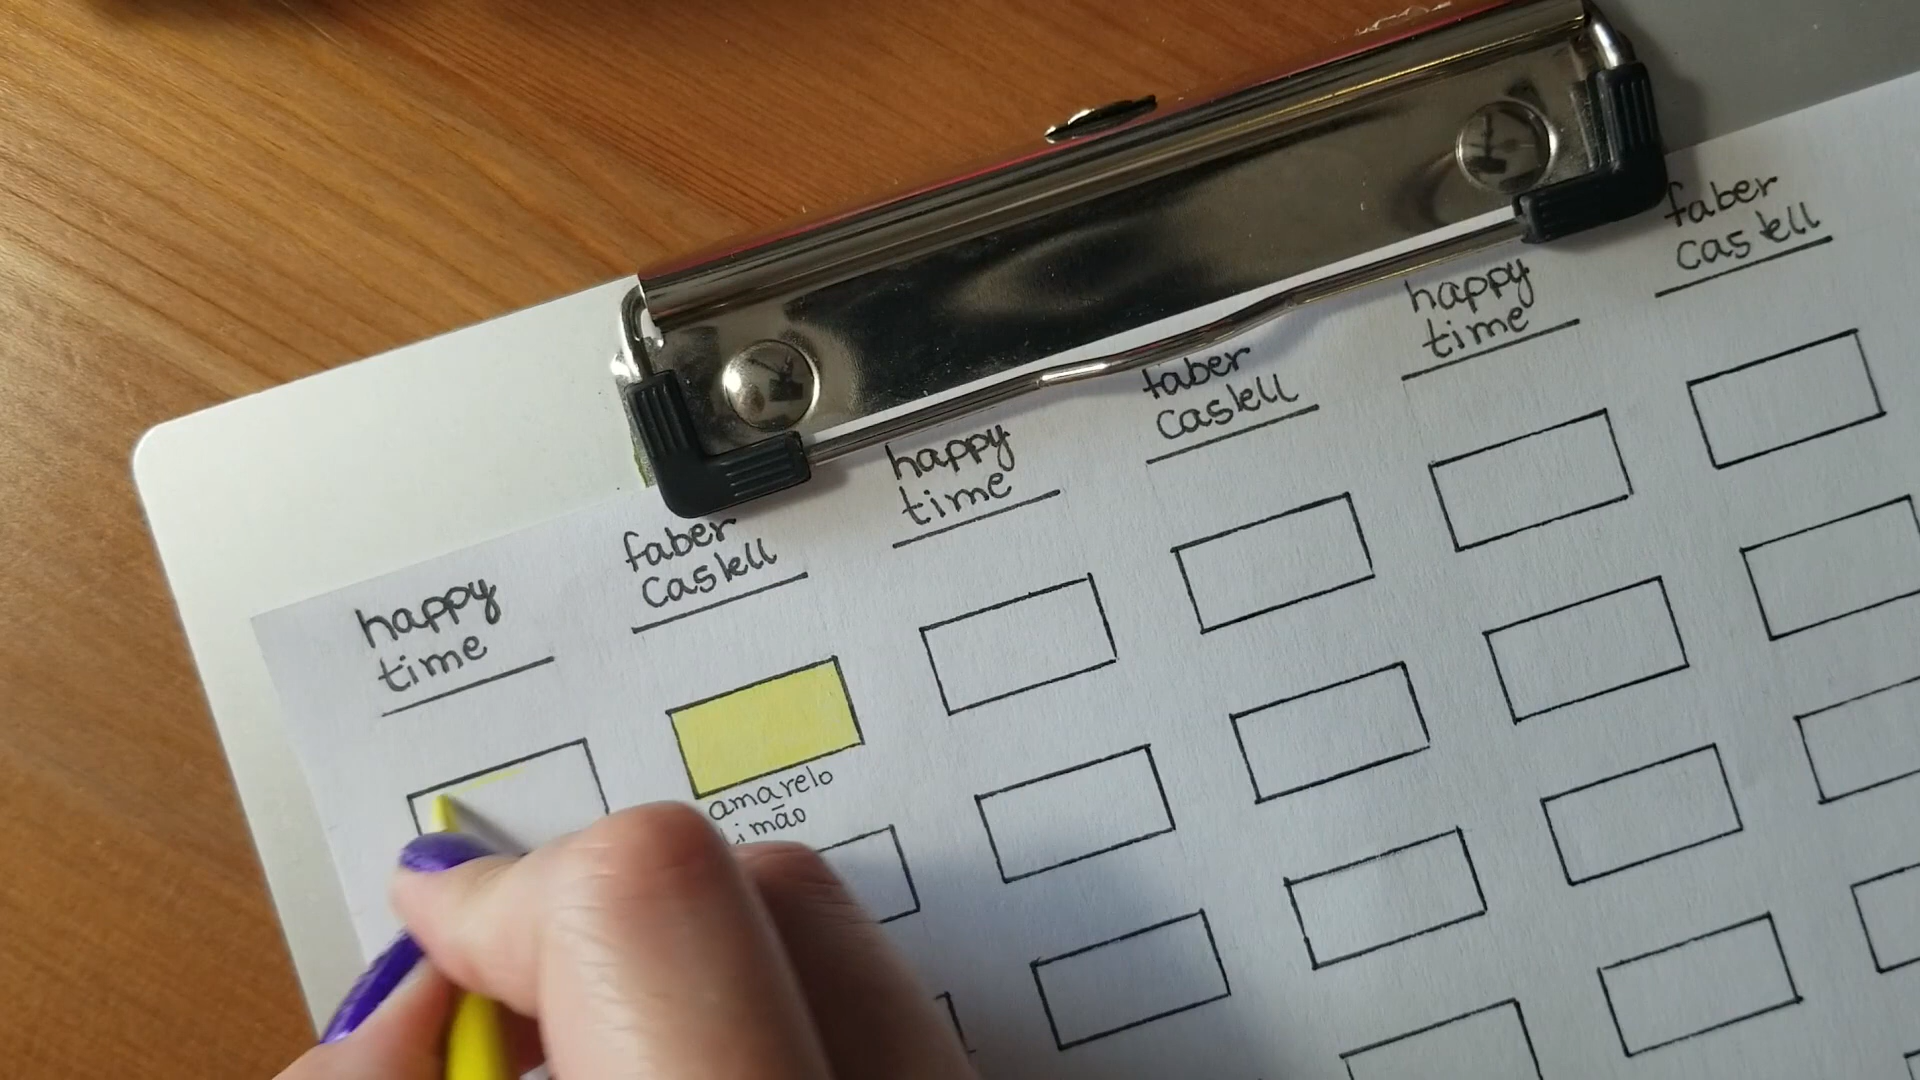 happy
time
faber
Castell
happy
time
faber
Castell
happy
time
faber
castell
amarelo
Limão